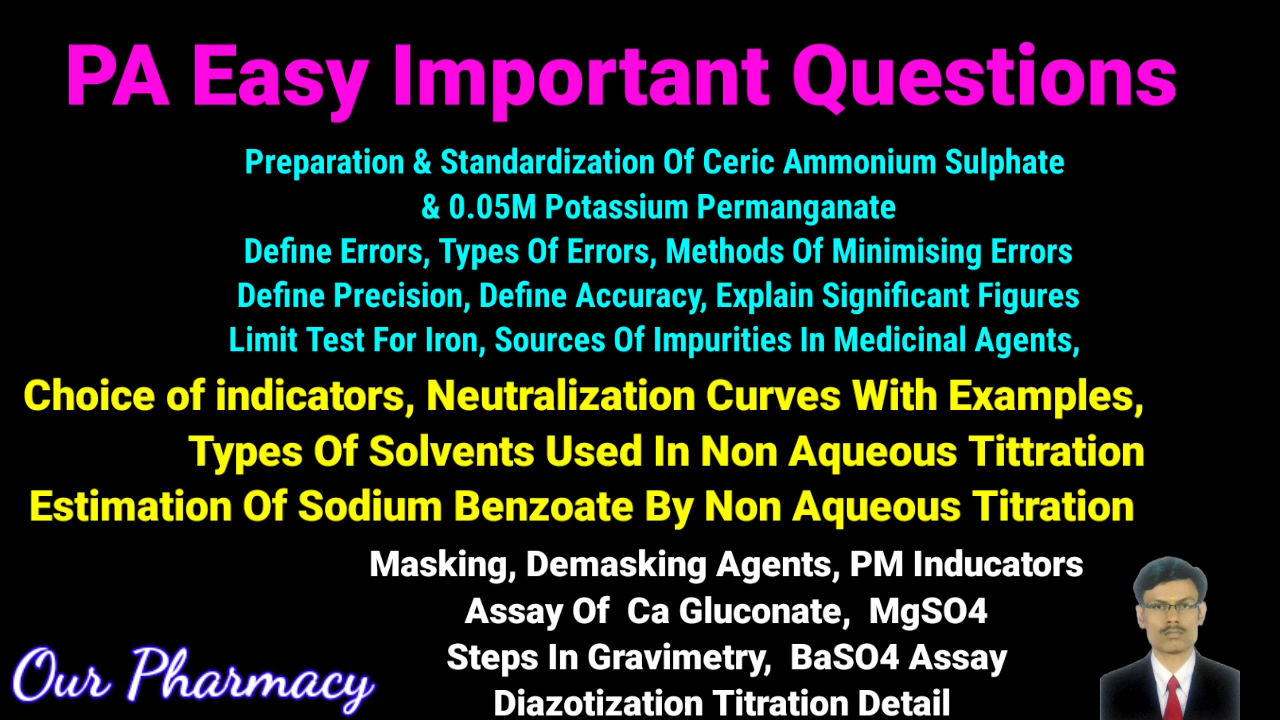 PA Easy Important Questions
Preparation & Standardization Of Ceric Ammonium Sulphate
& 0.05M Potassium Permanganate
Define Errors, Types Of Errors, Methods Of Minimising Errors
Define Precision, Define Accuracy, Explain Significant Figures
Limit Test For Iron, Sources Of Impurities In Medicinal Agents,
Choice of indicators, Neutralization Curves With Examples,
Types Of Solvents Used In Non Aqueous Tittration
Estimation Of Sodium Benzoate By Non Aqueous Titration
Masking, Demasking Agents, PM Inducators
Assay Of Ca Gluconate, MgSO4
Steps In Gravimetry, BaSO4 Assay
Diazotization Titration Detail
Our Pharmacy